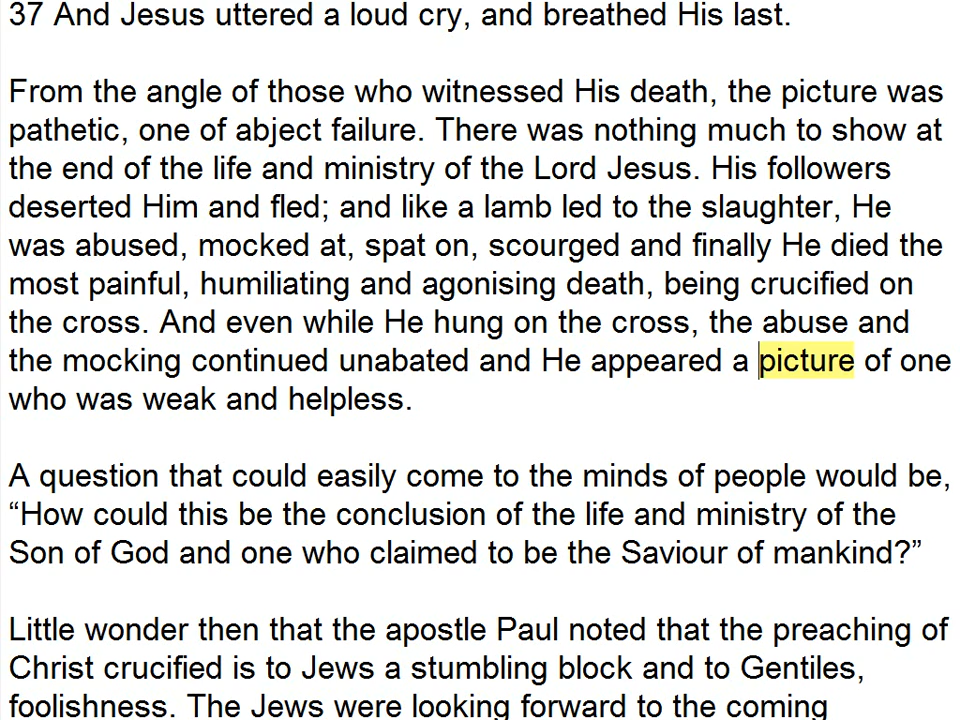 37 And Jesus uttered a loud cry, and breathed His last.
From the angle of those who witnessed His death, the picture was
pathetic, one of abject failure. There was nothing much to show at
the end of the life and ministry of the Lord Jesus. His followers
deserted Him and fled; and like a lamb led to the slaughter, He
was abused, mocked at, spat on, scourged and finally He died the
most painful, humiliating and agonising death, being crucified on
the cross. And even while He hung on the cross, the abuse and
the mocking continued unabated and He appeared a picture of one
who was weak and helpless.
A question that could easily come to the minds of people would be,
“How could this be the conclusion of the life and ministry of the
Son of God and one who claimed to be the Saviour of mankind?”
Little wonder then that the apostle Paul noted that the preaching of
Christ crucified is to Jews a stumbling block and to Gentiles,
foolishness. The Jews were looking forward to the coming